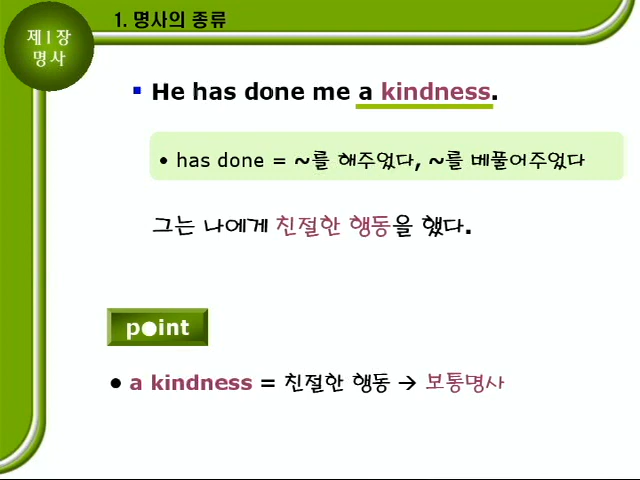 1. 명사의 종류
제1장
명사
He has done me a kindness.
• has done = ~를 해주었다, ~를 베풀어주었다
그는 나에게 친절한 행동을 했다.
point
• a kindness = 친절한 행동 → 보통명사